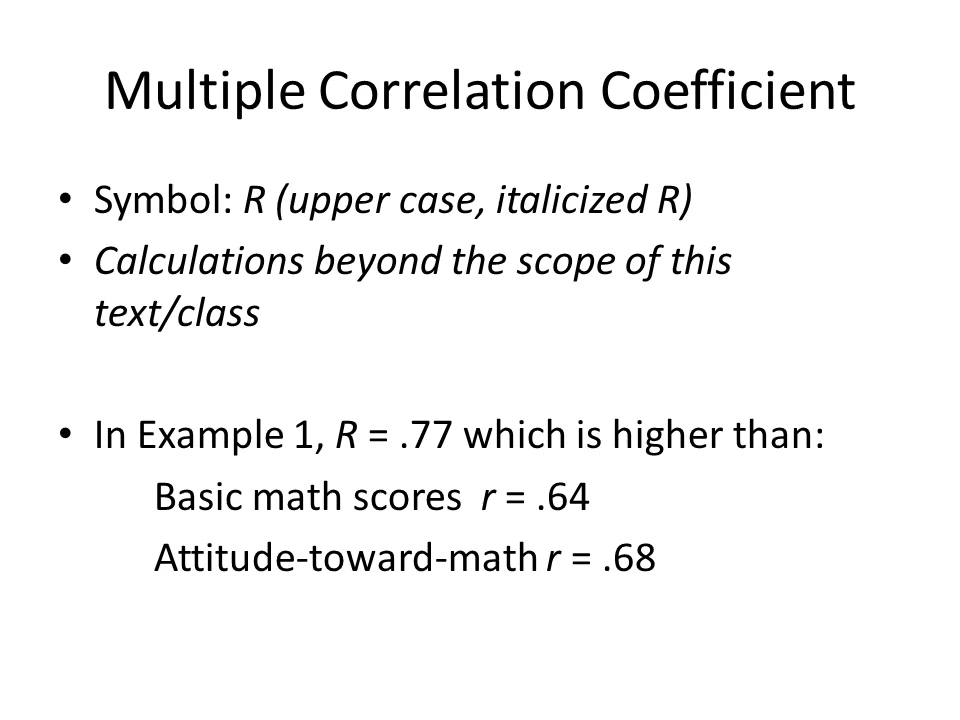 Multiple Correlation Coefficient
• Symbol: R (upper case, italicized R)
• Calculations beyond the scope of this
text/class
• In Example 1, R = .77 which is higher than:
Basic math scores r = .64
Attitude-toward-math r = .68